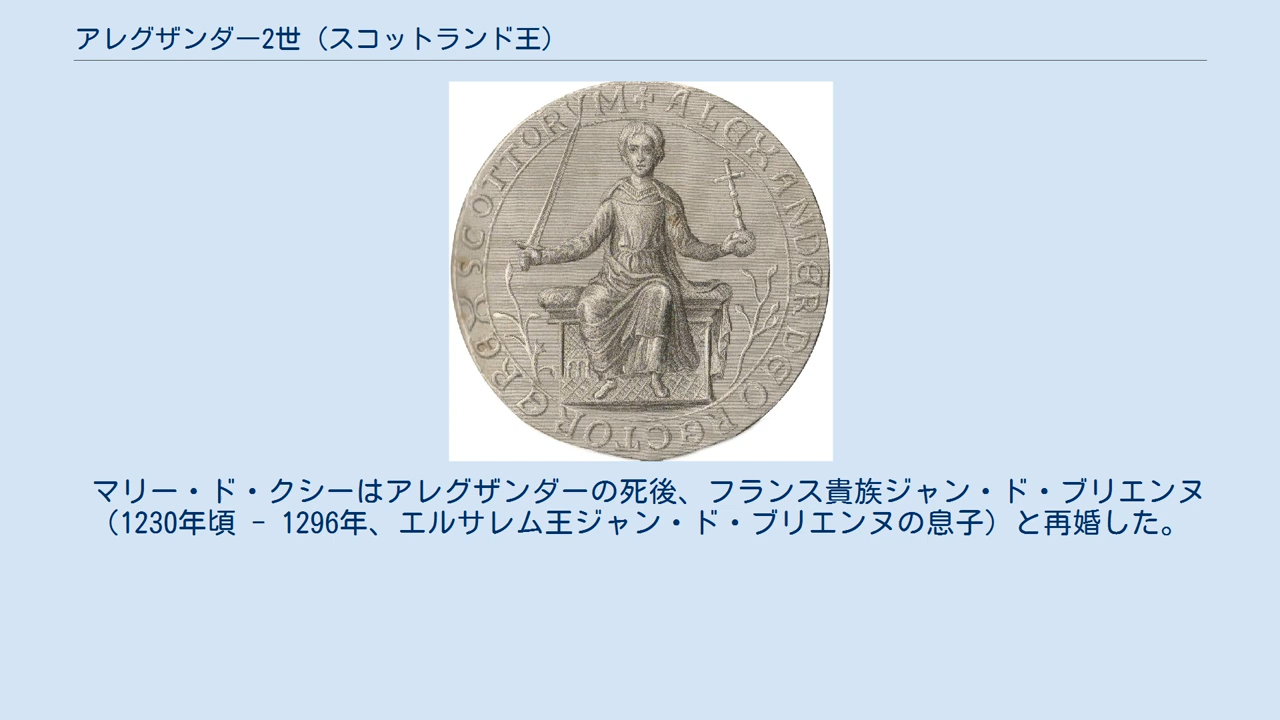 アレグザンダー2世（スコットランド王）
✠ ALEXANDER DEO RECTORE REX SCOTTORVM
マリー・ド・クシーはアレグザンダーの死後、フランス貴族ジャン・ド・ブリエンヌ
（1230年頃 - 1296年、エルサレム王ジャン・ド・ブリエンヌの息子）と再婚した。